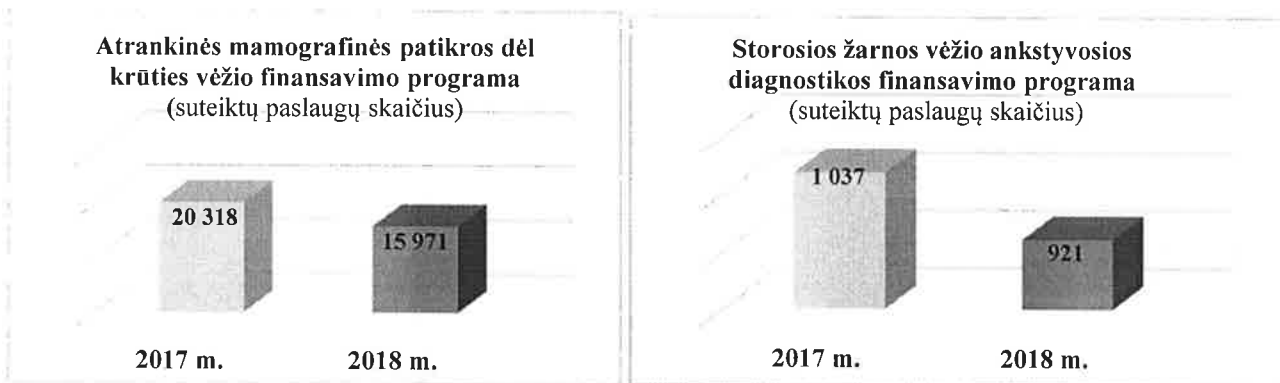 Atrankinės mamografinės patikros dėl
krūties vėžio finansavimo programa
(suteiktų paslaugų skaičius)
20 318
15 971
2017 m.
2018 m.
Storosios žarnos vėžio ankstyvosios
diagnostikos finansavimo programa
(suteiktų paslaugų skaičius)
1 037
921
2017 m.
2018 m.